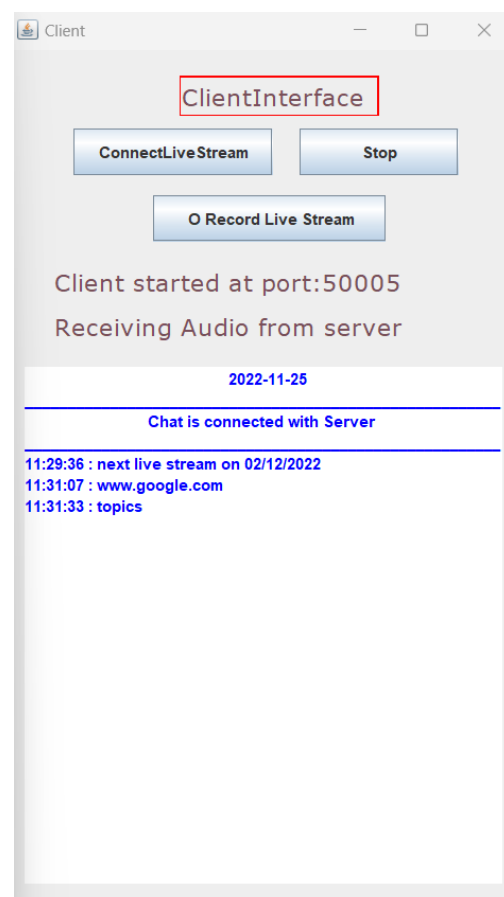 Client
ClientInterface
ConnectLiveStream Stop
O Record Live Stream
Client started at port:50005
Receiving Audio from server
2022-11-25
Chat is connected with Server
11:29:36 : next live stream on 02/12/2022
11:31:07 : www.google.com
11:31:33 : topics